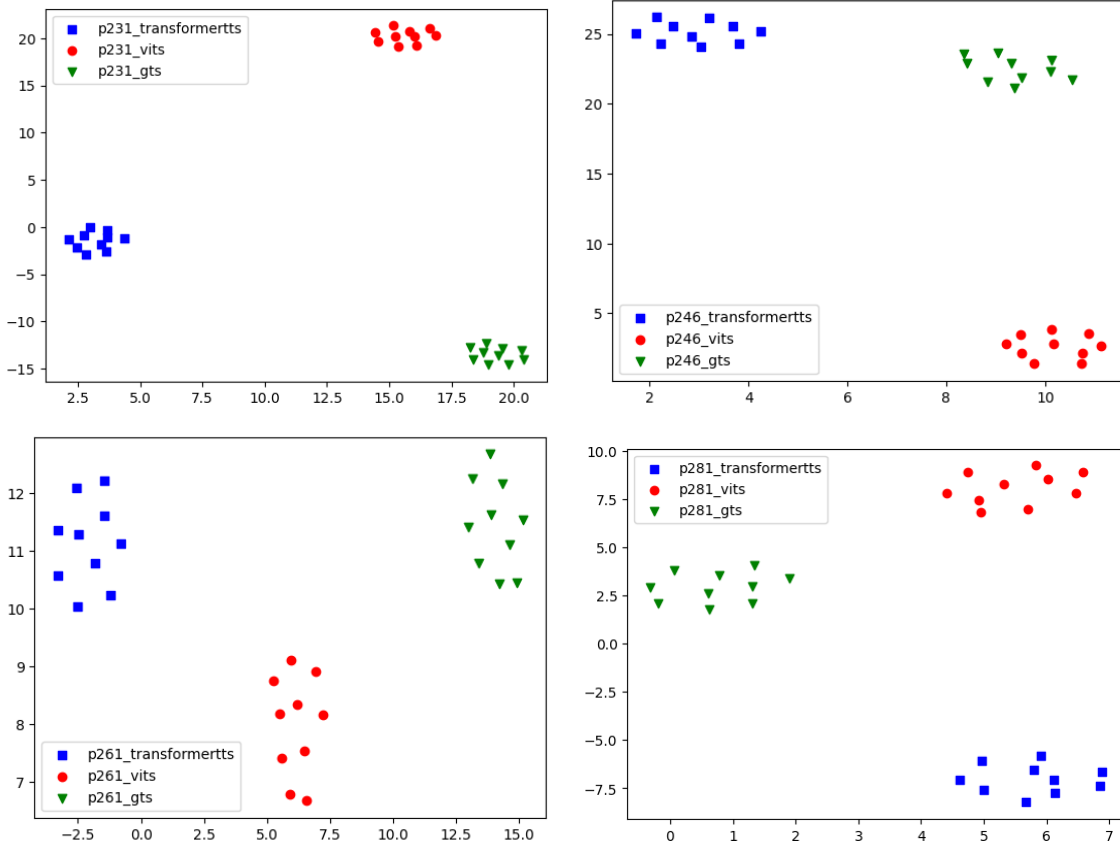 p231_transformertts
p231_vits
p231_gts
20
15
10
5
0
−5
−10
−15
2.5 5.0 7.5 10.0 12.5 15.0 17.5 20.0
p246_transformertts
p246_vits
p246_gts
25
20
15
10
5
2 4 6 8 10
p261_transformertts
p261_vits
p261_gts
12
11
10
9
8
7
−2.5 0.0 2.5 5.0 7.5 10.0 12.5 15.0
p281_transformertts
p281_vits
p281_gts
10.0
7.5
5.0
2.5
0.0
−2.5
−5.0
−7.5
0 1 2 3 4 5 6 7